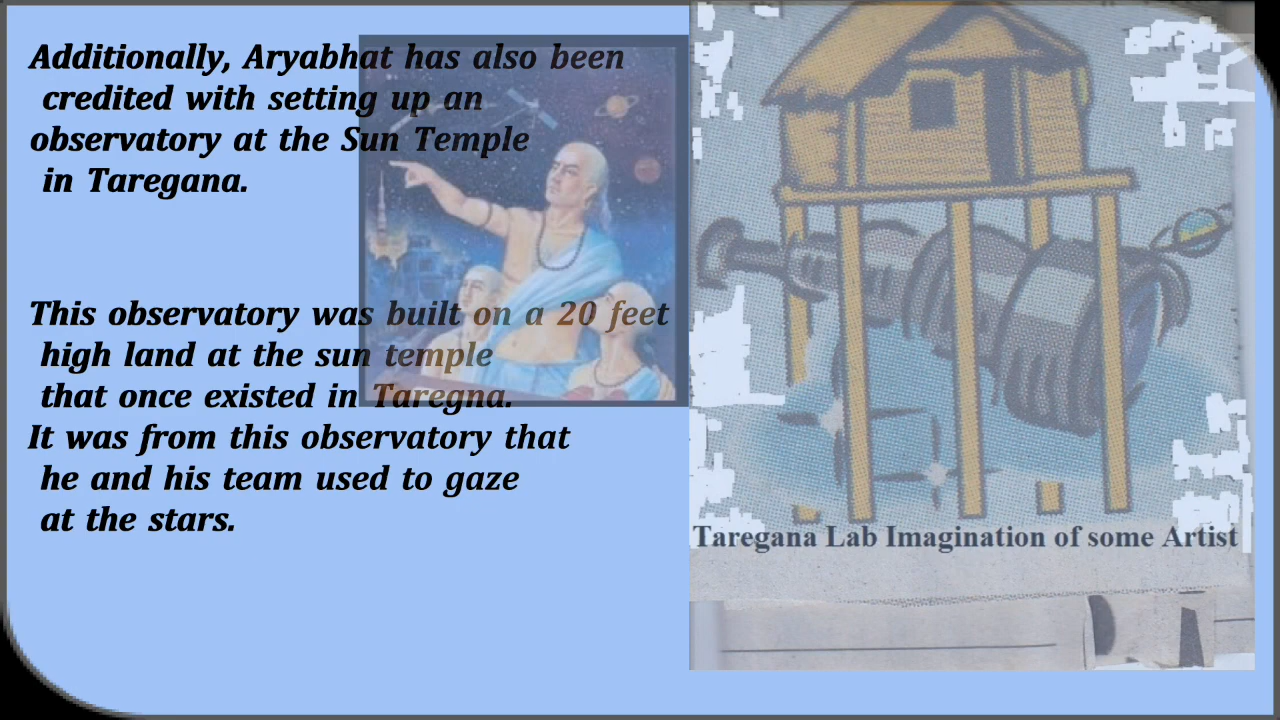 Additionally, Aryabhat has also been
credited with setting up an
observatory at the Sun Temple
in Taregana.
This observatory was built on a 20 feet
high land at the sun temple
that once existed in Taregna.
It was from this observatory that
he and his team used to gaze
at the stars.
Taregana Lab Imagination of some Artist